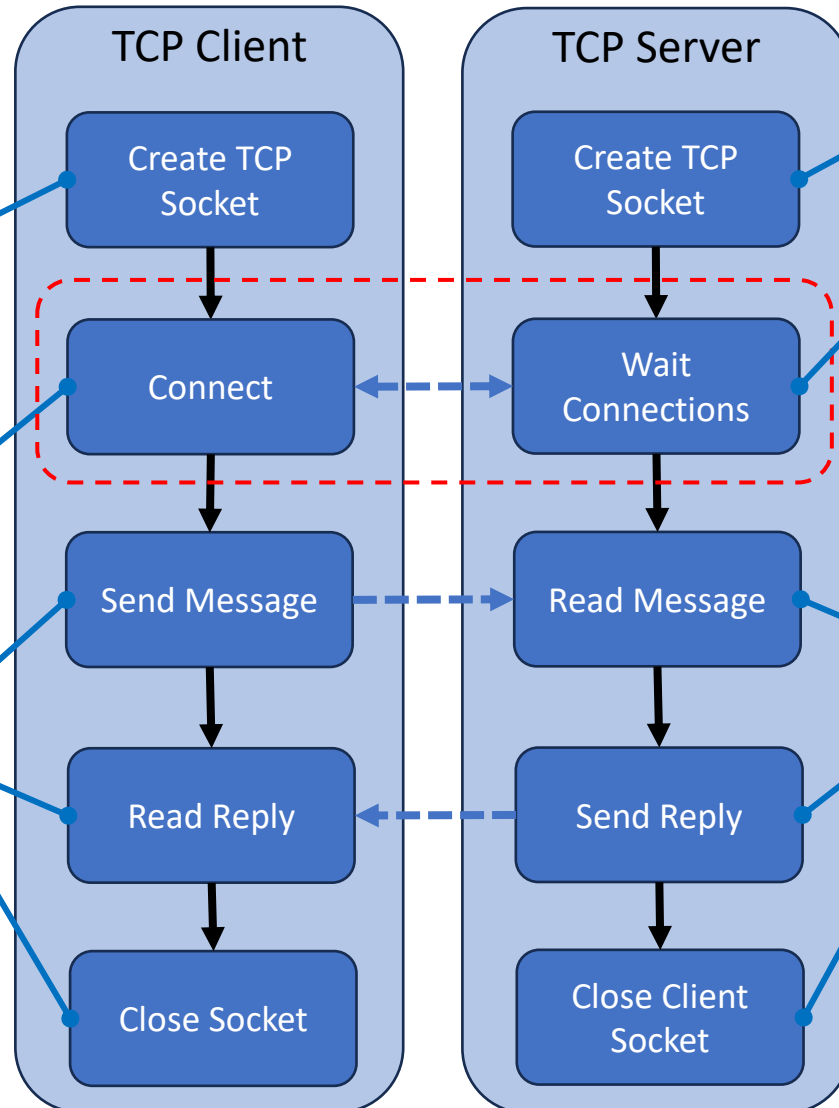 TCP Client
Create TCP
Socket
Connect
Send Message
Read Reply
Close Socket
TCP Server
Create TCP
Socket
Wait
Connections
Read Message
Send Reply
Close Client
Socket